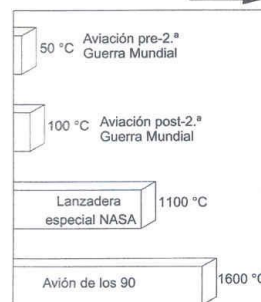 50 °C Aviación pre-2.ª
Guerra Mundial
100 °C Aviación post-2.ª
Guerra Mundial
Lanzadera
especial NASA
1100 °C
Avión de los 90
1600 °C